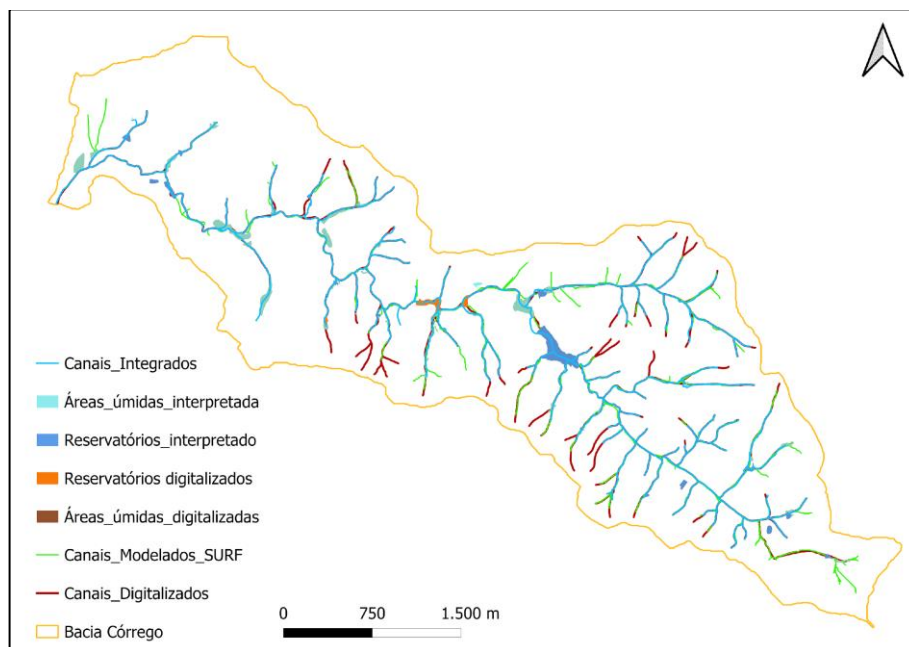 Canais_Integrados
Áreas_úmidas_interpretada
Reservatórios_interpretado
Reservatórios digitalizados
Áreas_úmidas_digitalizadas
Canais_Modelados_SURF
Canais_Digitalizados
Bacia Córrego
0 750 1.500 m